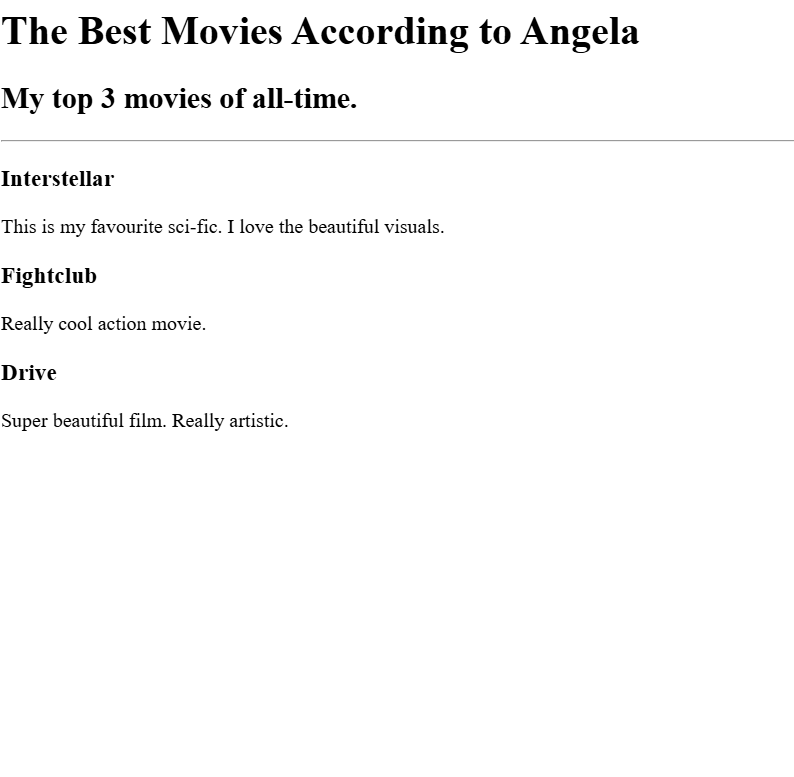 The Best Movies According to Angela
My top 3 movies of all-time.
Interstellar
This is my favourite sci-fic. I love the beautiful visuals.
Fightclub
Really cool action movie.
Drive
Super beautiful film. Really artistic.